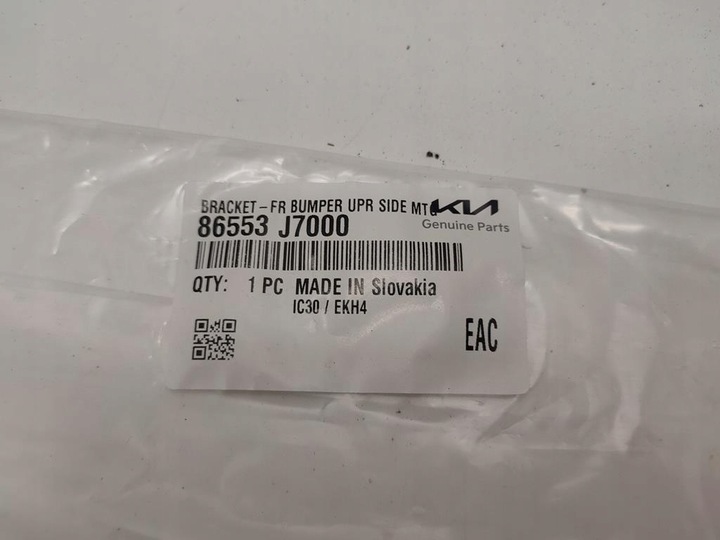 BRACKET-FR BUMPER UPR SIDE MTG
KIA
86553 J7000
Genuine Parts
QTY: 1 PC MADE IN Slovakia
IC30 / EKH4
EAC